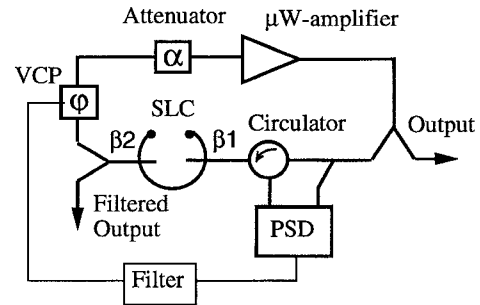 Attenuator
μW-amplifier
α
VCP
φ
SLC
β2
β1
Circulator
Output
Filtered
Output
PSD
Filter